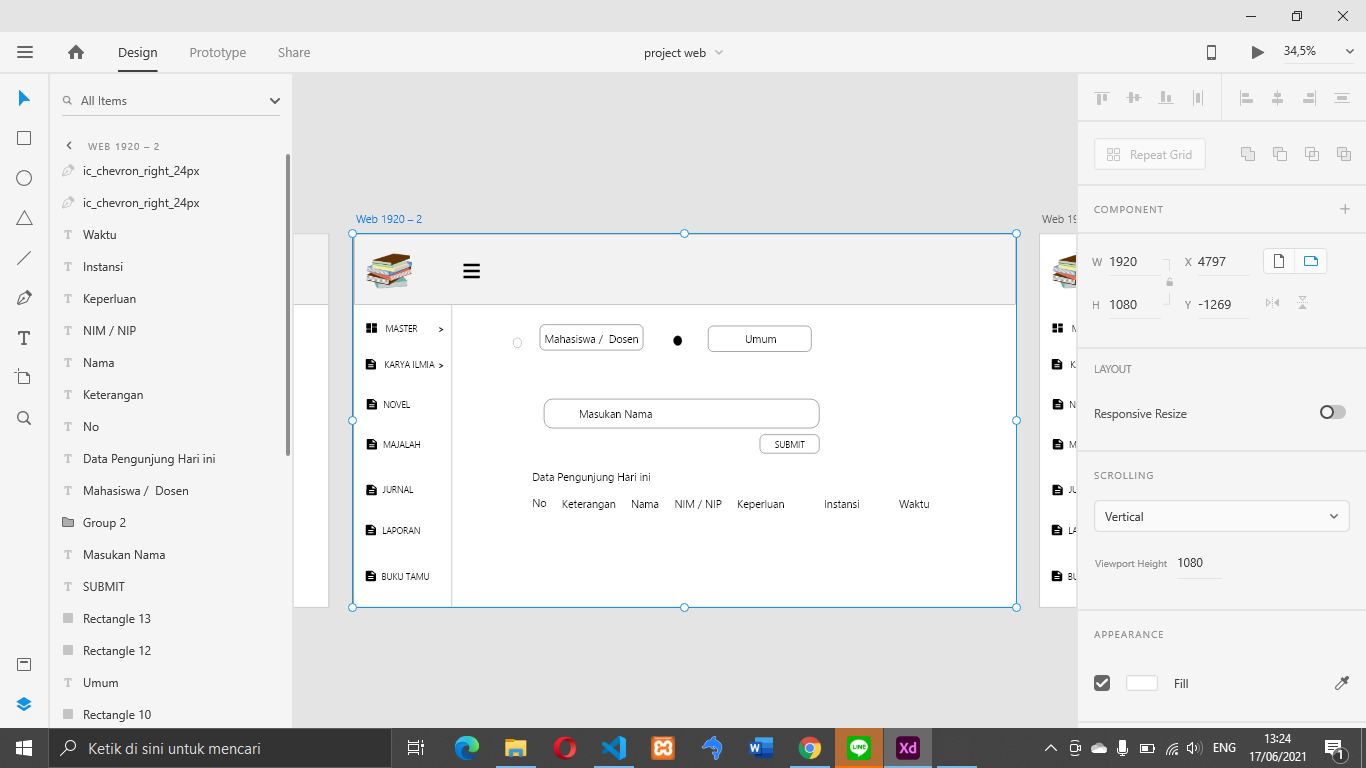 Design
Prototype
Share
project web
34,5%
All Items
WEB 1920 – 2
ic_chevron_right_24px
ic_chevron_right_24px
Waktu
Instansi
Keperluan
NIM / NIP
Nama
Keterangan
No
Data Pengunjung Hari ini
Mahasiswa / Dosen
Group 2
Masukan Nama
SUBMIT
Rectangle 13
Rectangle 12
Umum
Rectangle 10
Web 1920 – 2
MASTER >
KARYA ILMIA >
NOVEL
MAJALAH
JURNAL
LAPORAN
BUKU TAMU
Mahasiswa / Dosen
Umum
Masukan Nama
SUBMIT
Data Pengunjung Hari ini
No Keterangan Nama NIM / NIP Keperluan Instansi Waktu
Web 19
Repeat Grid
COMPONENT
W 1920 X 4797
H 1080 Y -1269
LAYOUT
Responsive Resize
SCROLLING
Vertical
Viewport Height 1080
APPEARANCE
Fill
Ketik di sini untuk mencari
W
LINE
Xd
ENG
13:24
17/06/2021
1